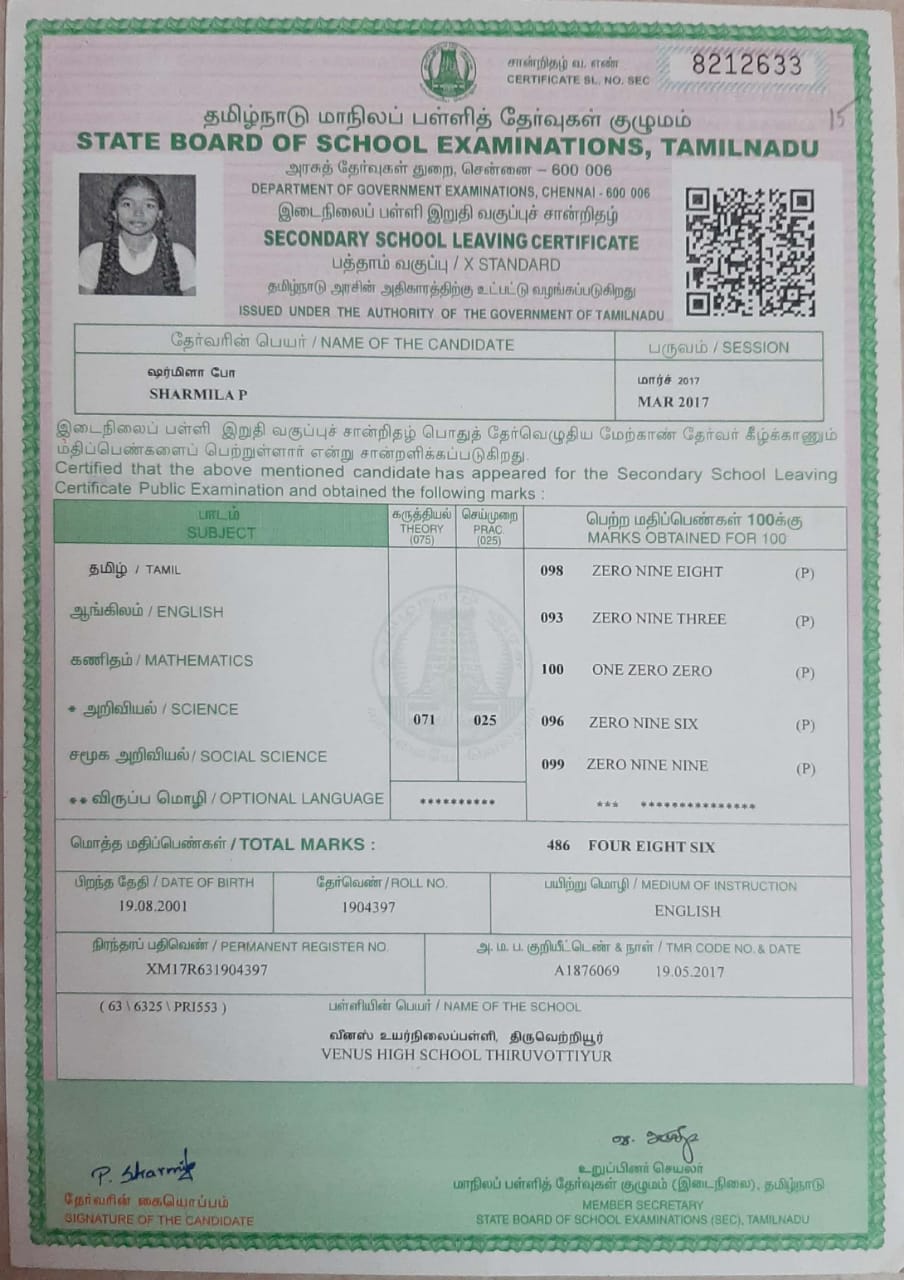 சான்றிதழ் வ. எண்
CERTIFICATE SL. NO. SEC 8212633
15
தமிழ்நாடு மாநிலப் பள்ளித் தேர்வுகள் குழுமம்
STATE BOARD OF SCHOOL EXAMINATIONS, TAMILNADU
அரசுத் தேர்வுகள் துறை, சென்னை – 600 006
DEPARTMENT OF GOVERNMENT EXAMINATIONS, CHENNAI - 600 006
இடைநிலைப் பள்ளி இறுதி வகுப்புச் சான்றிதழ்
SECONDARY SCHOOL LEAVING CERTIFICATE
பத்தாம் வகுப்பு / X STANDARD
தமிழ்நாடு அரசின் அதிகாரத்திற்கு உட்பட்டு வழங்கப்படுகிறது
ISSUED UNDER THE AUTHORITY OF THE GOVERNMENT OF TAMILNADU
தேர்வரின் பெயர் / NAME OF THE CANDIDATE பருவம் / SESSION
ஷர்மிளா போ மார்ச் 2017
SHARMILA P MAR 2017
இடைநிலைப் பள்ளி இறுதி வகுப்புச் சான்றிதழ் பொதுத் தேர்வெழுதிய மேற்காண் தேர்வர் கீழ்க்காணும்
மதிப்பெண்களைப் பெற்றுள்ளார் என்று சான்றளிக்கப்படுகிறது.
Certified that the above mentioned candidate has appeared for the Secondary School Leaving
Certificate Public Examination and obtained the following marks :
பாடம் கருத்தியல் செய்முறை பெற்ற மதிப்பெண்கள் 100க்கு
SUBJECT THEORY PRAC. MARKS OBTAINED FOR 100
(075) (025)
தமிழ் / TAMIL 098 ZERO NINE EIGHT (P)
ஆங்கிலம் / ENGLISH 093 ZERO NINE THREE (P)
கணிதம் / MATHEMATICS 100 ONE ZERO ZERO (P)
* அறிவியல் / SCIENCE 071 025 096 ZERO NINE SIX (P)
சமூக அறிவியல் / SOCIAL SCIENCE 099 ZERO NINE NINE (P)
** விருப்ப மொழி / OPTIONAL LANGUAGE ********** *** ***************
மொத்த மதிப்பெண்கள் / TOTAL MARKS : 486 FOUR EIGHT SIX
பிறந்த தேதி / DATE OF BIRTH தேர்வெண் / ROLL NO. பயிற்று மொழி / MEDIUM OF INSTRUCTION
19.08.2001 1904397 ENGLISH
நிரந்தரப் பதிவெண் / PERMANENT REGISTER NO. அ. ம. ப. குறியீட்டெண் & நாள் / TMR CODE NO. & DATE
XM17R631904397 A1876069 19.05.2017
( 63 \ 6325 \ PRI553 ) பள்ளியின் பெயர் / NAME OF THE SCHOOL
வீனஸ் உயர்நிலைப்பள்ளி, திருவெற்றியூர்
VENUS HIGH SCHOOL THIRUVOTTIYUR
P. Sharmila
தேர்வரின் கையொப்பம்
SIGNATURE OF THE CANDIDATE
உறுப்பினர் செயலர்
மாநிலப் பள்ளித் தேர்வுகள் குழுமம் (இடைநிலை), தமிழ்நாடு
MEMBER SECRETARY
STATE BOARD OF SCHOOL EXAMINATIONS (SEC), TAMILNADU